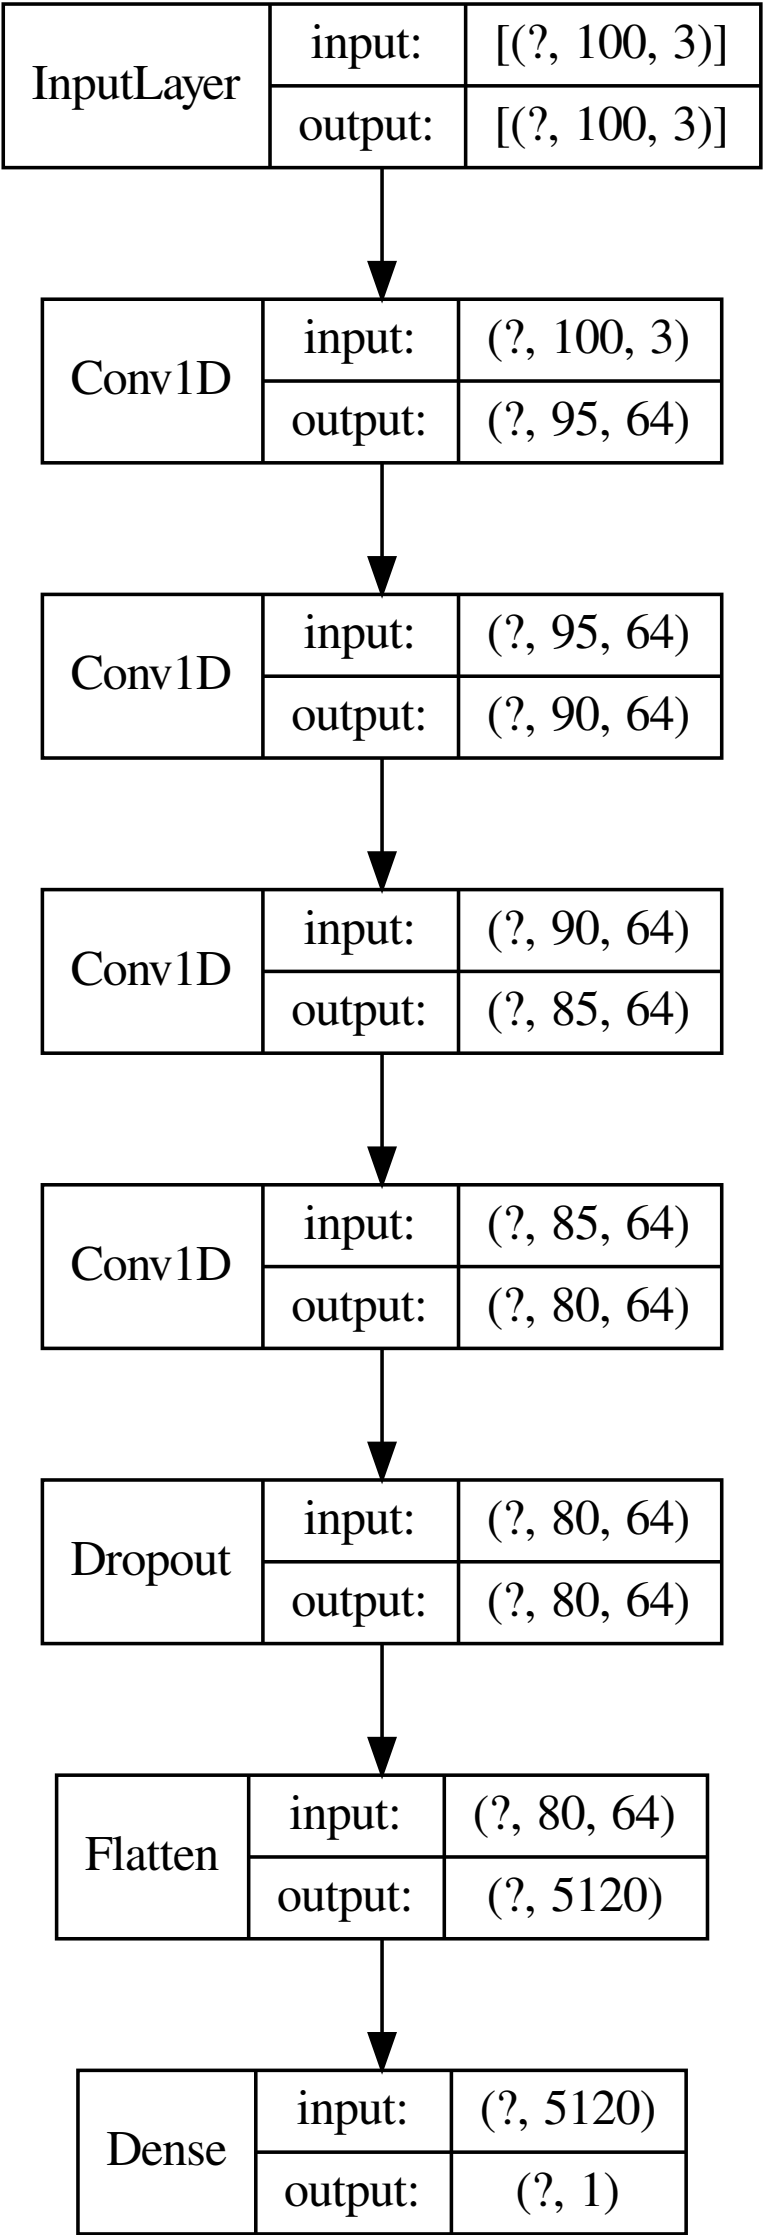 InputLayer
input: [(?, 100, 3)]
output: [(?, 100, 3)]
Conv1D
input: (?, 100, 3)
output: (?, 95, 64)
Conv1D
input: (?, 95, 64)
output: (?, 90, 64)
Conv1D
input: (?, 90, 64)
output: (?, 85, 64)
Conv1D
input: (?, 85, 64)
output: (?, 80, 64)
Dropout
input: (?, 80, 64)
output: (?, 80, 64)
Flatten
input: (?, 80, 64)
output: (?, 5120)
Dense
input: (?, 5120)
output: (?, 1)